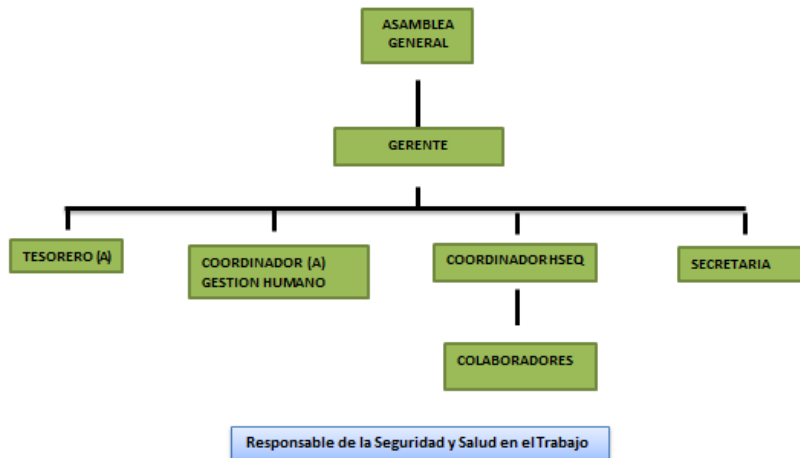 ASAMBLEA
GENERAL
GERENTE
TESORERO (A)
COORDINADOR (A)
GESTION HUMANO
COORDINADOR HSEQ
SECRETARIA
COLABORADORES
Responsable de la Seguridad y Salud en el Trabajo